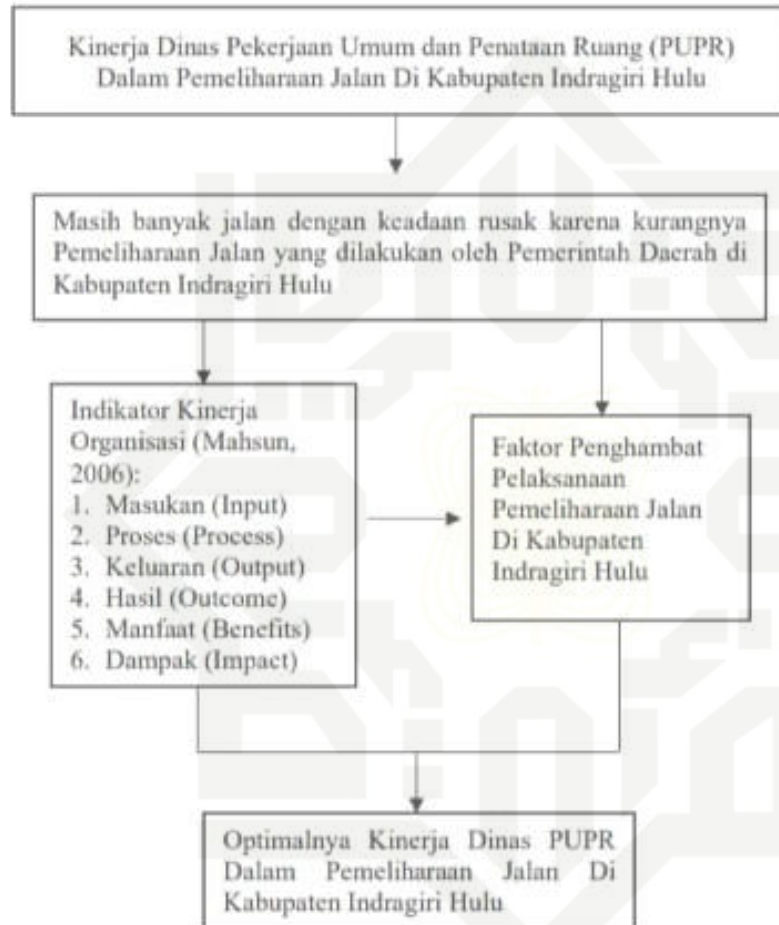 Kinerja Dinas Pekerjaan Umum dan Penataan Ruang (PUPR)
Dalam Pemeliharaan Jalan Di Kabupaten Indragiri Hulu
Masih banyak jalan dengan keadaan rusak karena kurangnya
Pemeliharaan Jalan yang dilakukan oleh Pemerintah Daerah di
Kabupaten Indragiri Hulu
Indikator Kinerja
Organisasi (Mahsun,
2006):
1. Masukan (Input)
2. Proses (Process)
3. Keluaran (Output)
4. Hasil (Outcome)
5. Manfaat (Benefits)
6. Dampak (Impact)
Faktor Penghambat
Pelaksanaan
Pemeliharaan Jalan
Di Kabupaten
Indragiri Hulu
Optimalnya Kinerja Dinas PUPR
Dalam Pemeliharaan Jalan Di
Kabupaten Indragiri Hulu